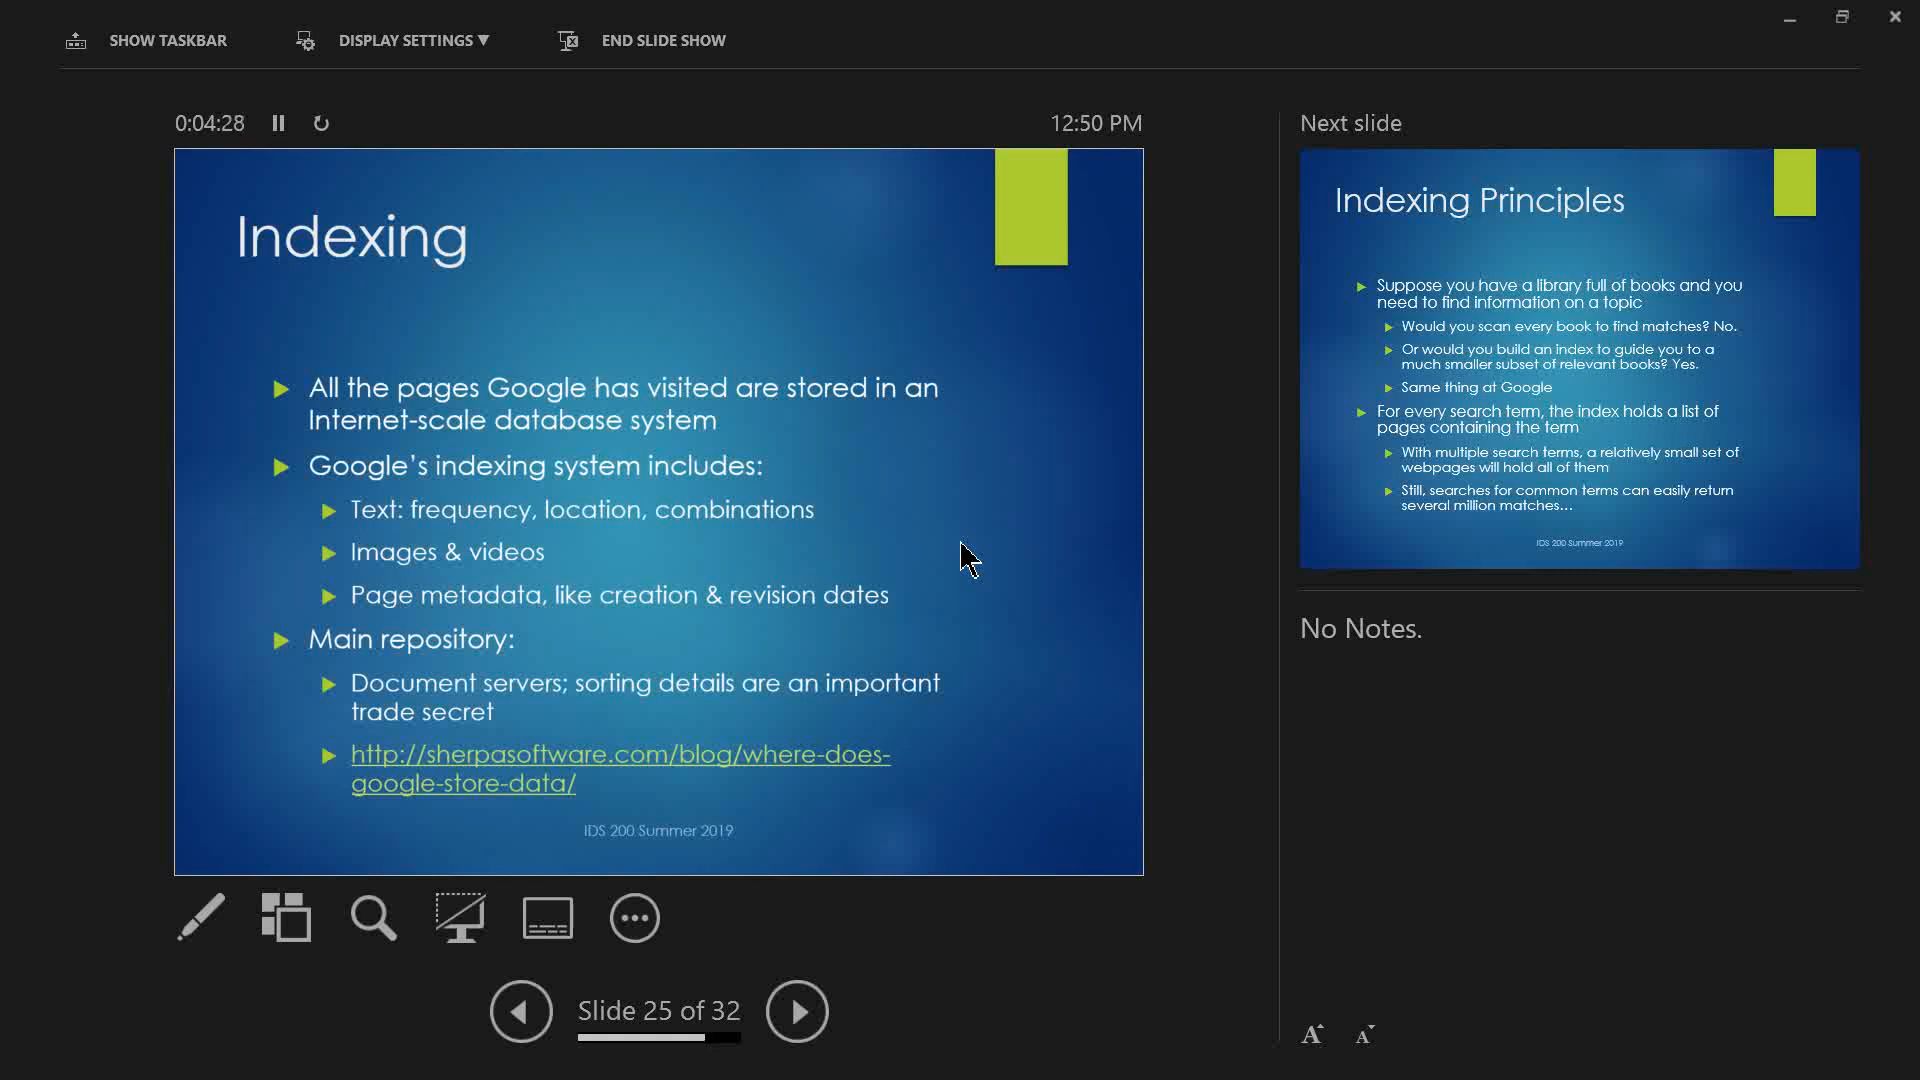 SHOW TASKBAR
DISPLAY SETTINGS ▼
END SLIDE SHOW
0:04:28
12:50 PM
Indexing
All the pages Google has visited are stored in an
Internet-scale database system
Google’s indexing system includes:
Text: frequency, location, combinations
Images & videos
Page metadata, like creation & revision dates
Main repository:
Document servers; sorting details are an important
trade secret
http://sherpasoftware.com/blog/where-does-
google-store-data/
IDS 200 Summer 2019
Slide 25 of 32
Next slide
Indexing Principles
Suppose you have a library full of books and you
need to find information on a topic
Would you scan every book to find matches? No.
Or would you build an index to guide you to a
much smaller subset of relevant books? Yes.
Same thing at Google
For every search term, the index holds a list of
pages containing the term
With multiple search terms, a relatively small set of
webpages will hold all of them
Still, searches for common terms can easily return
several million matches…
IDS 200 Summer 2019
No Notes.
A A